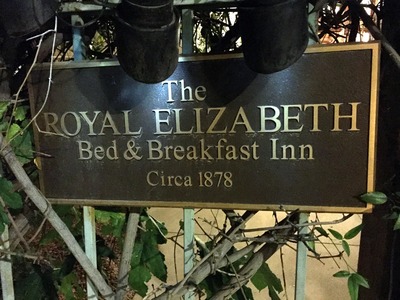 The
ROYAL ELIZABETH
Bed & Breakfast Inn
Circa 1878